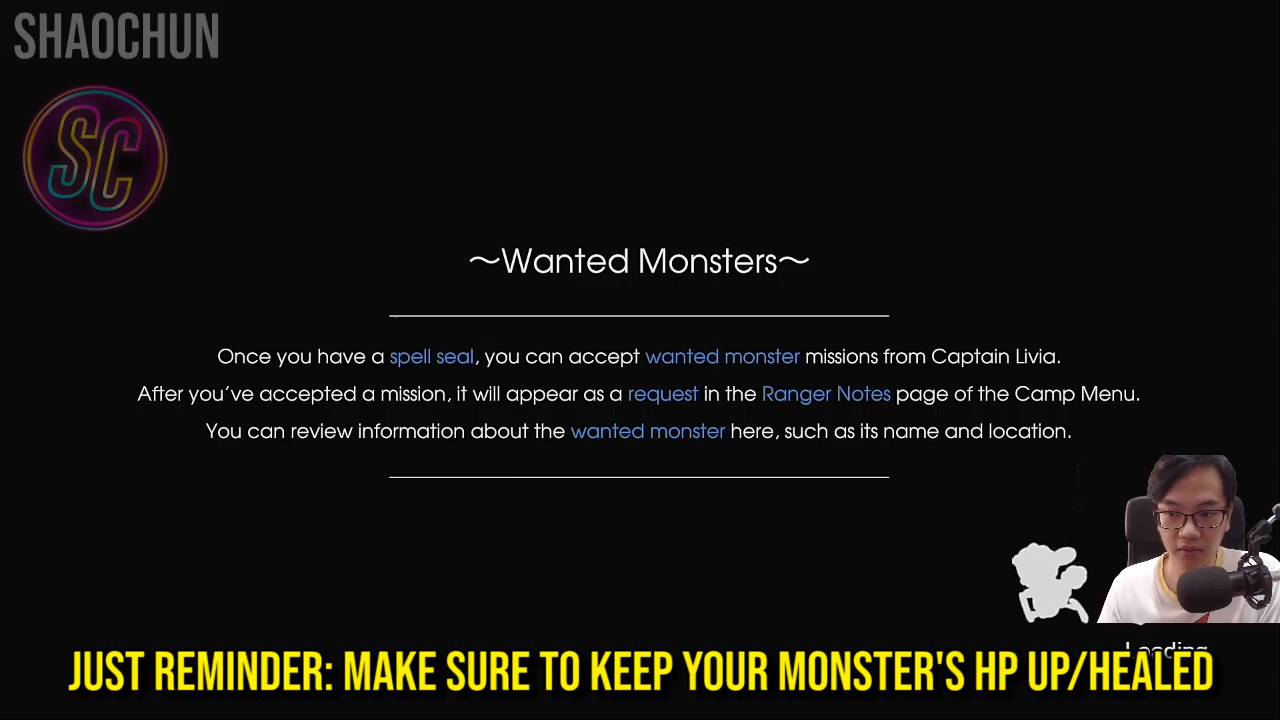 SHAOCHUN
SC
～Wanted Monsters～
Once you have a spell seal, you can accept wanted monster missions from Captain Livia.
After you've accepted a mission, it will appear as a request in the Ranger Notes page of the Camp Menu.
You can review information about the wanted monster here, such as its name and location.
Loading
JUST REMINDER: MAKE SURE TO KEEP YOUR MONSTER'S HP UP/HEALED